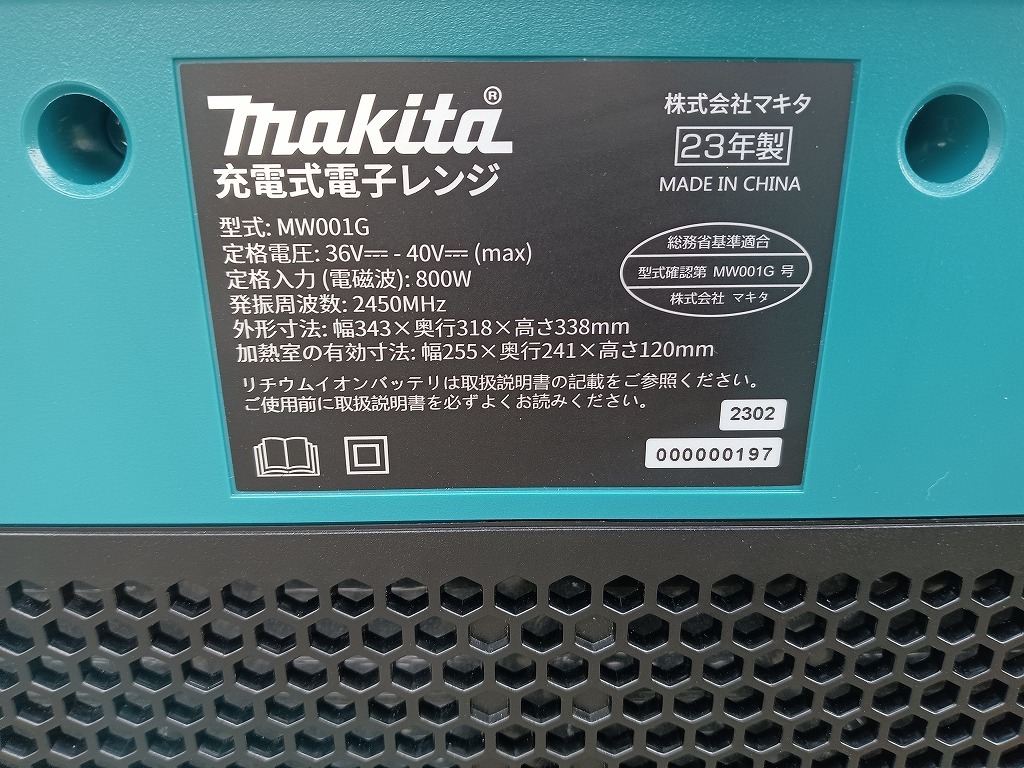 makita®
充電式電子レンジ
株式会社マキタ
23年製
MADE IN CHINA
型式: MW001G
定格電圧: 36V⎓ - 40V⎓ (max)
定格入力 (電磁波): 800W
発振周波数: 2450MHz
外形寸法: 幅343×奥行318×高さ338mm
加熱室の有効寸法: 幅255×奥行241×高さ120mm
総務省基準適合
型式確認第 MW001G 号
株式会社 マキタ
リチウムイオンバッテリは取扱説明書の記載をご参照ください。
ご使用前に取扱説明書を必ずよくお読みください。
2302
000000197